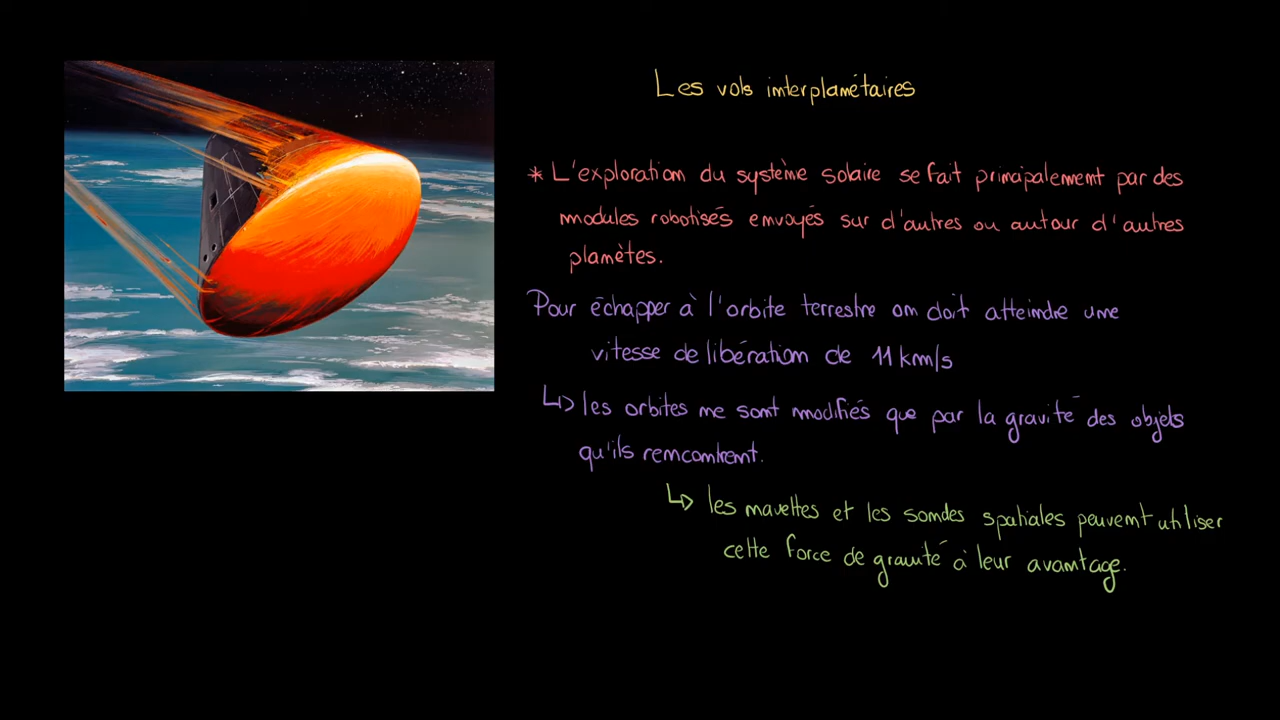 Les vols interplanétaires
* L'exploration du système solaire se fait principalement par des
modules robotisés envoyés sur d'autres ou autour d'autres
planètes.
Pour échapper à l'orbite terrestre on doit atteindre une
vitesse de libération de 11 km/s
↳ les orbites ne sont modifiés que par la gravité des objets
qu'ils rencontrent.
↳ les navettes et les sondes spatiales peuvent utiliser
cette force de gravité à leur avantage.